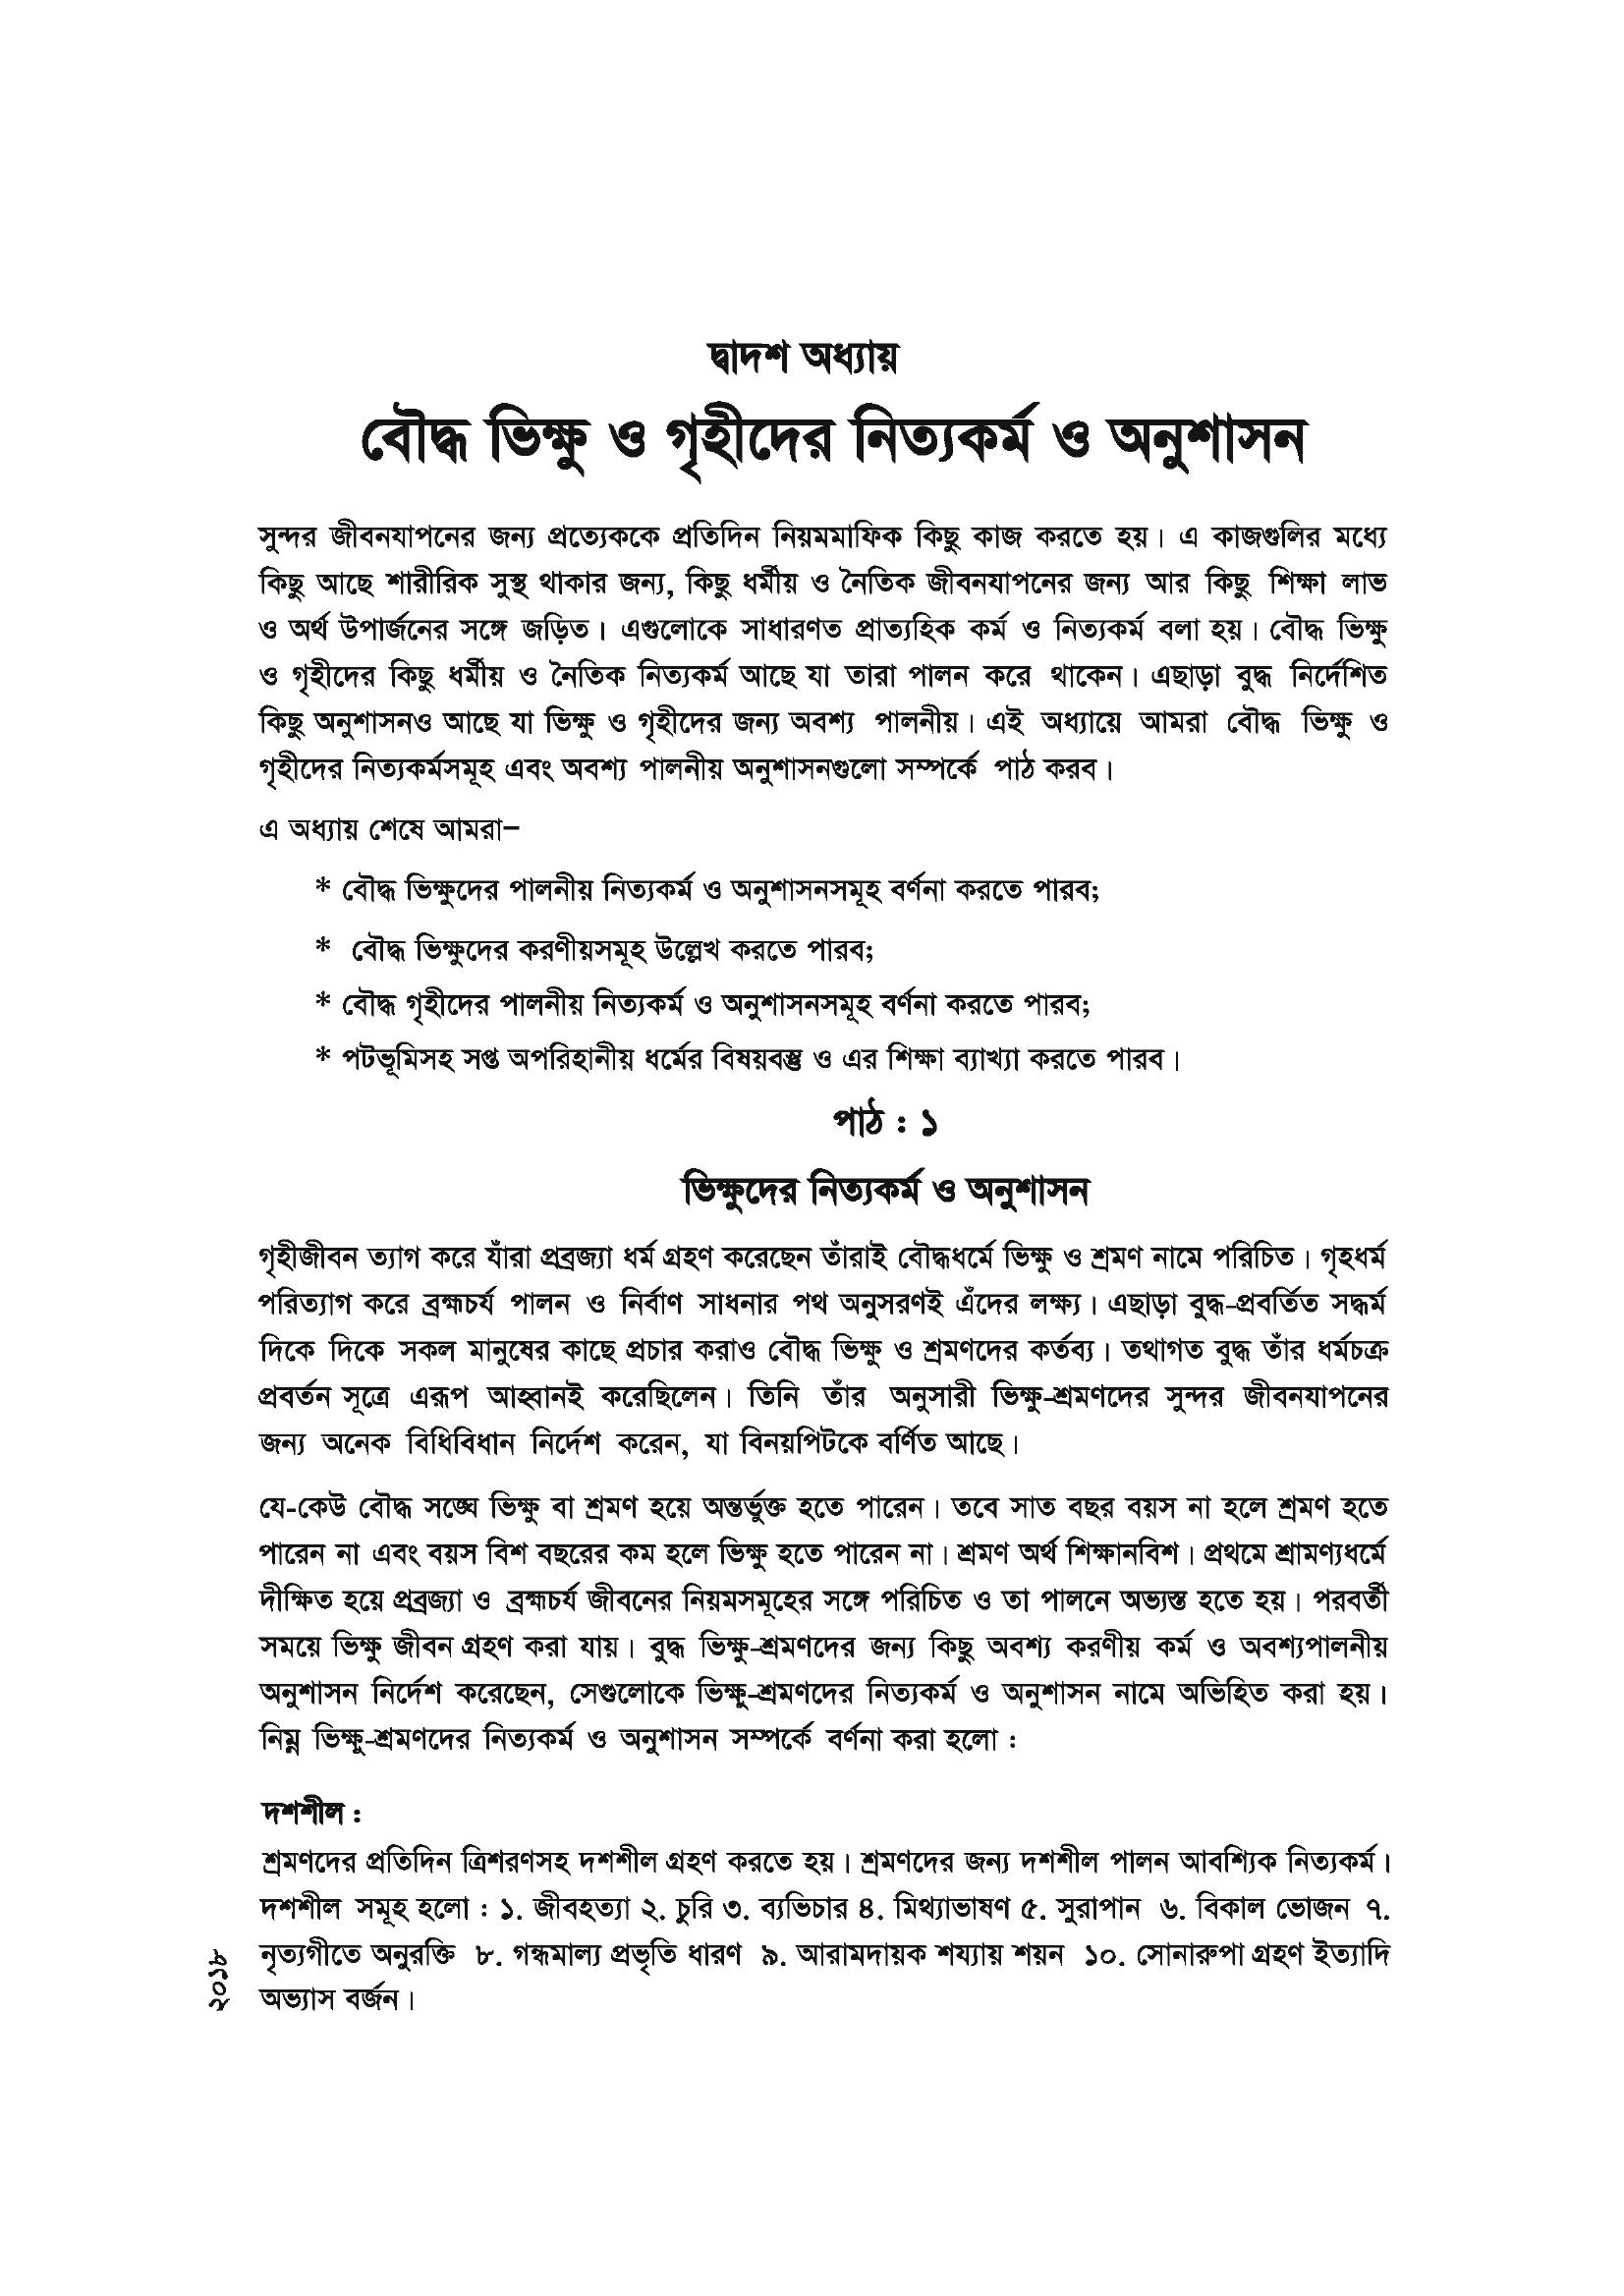 দ্বাদশ অধ্যায়
বৌদ্ধ ভিক্ষু ও গৃহীদের নিত্যকর্ম ও অনুশাসন
সুন্দর জীবনযাপনের জন্য প্রত্যেককে প্রতিদিন নিয়মমাফিক কিছু কাজ করতে হয়। এ কাজগুলির মধ্যে
কিছু আছে শারীরিক সুস্থ থাকার জন্য, কিছু ধর্মীয় ও নৈতিক জীবনযাপনের জন্য আর কিছু শিক্ষা লাভ
ও অর্থ উপার্জনের সঙ্গে জড়িত। এগুলোকে সাধারণত প্রাত্যহিক কর্ম ও নিত্যকর্ম বলা হয়। বৌদ্ধ ভিক্ষু
ও গৃহীদের কিছু ধর্মীয় ও নৈতিক নিত্যকর্ম আছে যা তারা পালন করে থাকেন। এছাড়া বুদ্ধ নির্দেশিত
কিছু অনুশাসনও আছে যা ভিক্ষু ও গৃহীদের জন্য অবশ্য পালনীয়। এই অধ্যায়ে আমরা বৌদ্ধ ভিক্ষু ও
গৃহীদের নিত্যকর্মসমূহ এবং অবশ্য পালনীয় অনুশাসনগুলো সম্পর্কে পাঠ করব।
এ অধ্যায় শেষে আমরা–
* বৌদ্ধ ভিক্ষুদের পালনীয় নিত্যকর্ম ও অনুশাসনসমূহ বর্ণনা করতে পারব;
* বৌদ্ধ ভিক্ষুদের করণীয়সমূহ উল্লেখ করতে পারব;
* বৌদ্ধ গৃহীদের পালনীয় নিত্যকর্ম ও অনুশাসনসমূহ বর্ণনা করতে পারব;
* পটভূমিসহ সপ্ত অপরিহানীয় ধর্মের বিষয়বস্তু ও এর শিক্ষা ব্যাখ্যা করতে পারব।
পাঠ : ১
ভিক্ষুদের নিত্যকর্ম ও অনুশাসন
গৃহীজীবন ত্যাগ করে যাঁরা প্রব্রজ্যা ধর্ম গ্রহণ করেছেন তাঁরাই বৌদ্ধধর্মে ভিক্ষু ও শ্রমণ নামে পরিচিত। গৃহধর্ম
পরিত্যাগ করে ব্রহ্মচর্য পালন ও নির্বাণ সাধনার পথ অনুসরণই এঁদের লক্ষ্য। এছাড়া বুদ্ধ-প্রবর্তিত সদ্ধর্ম
দিকে দিকে সকল মানুষের কাছে প্রচার করাও বৌদ্ধ ভিক্ষু ও শ্রমণদের কর্তব্য। তথাগত বুদ্ধ তাঁর ধর্মচক্র
প্রবর্তন সূত্রে এরূপ আহ্বানই করেছিলেন। তিনি তাঁর অনুসারী ভিক্ষু-শ্রমণদের সুন্দর জীবনযাপনের
জন্য অনেক বিধিবিধান নির্দেশ করেন, যা বিনয়পিটকে বর্ণিত আছে।
যে-কেউ বৌদ্ধ সঙ্ঘে ভিক্ষু বা শ্রমণ হয়ে অন্তর্ভুক্ত হতে পারেন। তবে সাত বছর বয়স না হলে শ্রমণ হতে
পারেন না এবং বয়স বিশ বছরের কম হলে ভিক্ষু হতে পারেন না। শ্রমণ অর্থ শিক্ষানবিশ। প্রথমে শ্রামণ্যধর্মে
দীক্ষিত হয়ে প্রব্রজ্যা ও ব্রহ্মচর্য জীবনের নিয়মসমূহের সঙ্গে পরিচিত ও তা পালনে অভ্যস্ত হতে হয়। পরবর্তী
সময়ে ভিক্ষু জীবন গ্রহণ করা যায়। বুদ্ধ ভিক্ষু-শ্রমণদের জন্য কিছু অবশ্য করণীয় কর্ম ও অবশ্যপালনীয়
অনুশাসন নির্দেশ করেছেন, সেগুলোকে ভিক্ষু-শ্রমণদের নিত্যকর্ম ও অনুশাসন নামে অভিহিত করা হয়।
নিম্ন ভিক্ষু-শ্রমণদের নিত্যকর্ম ও অনুশাসন সম্পর্কে বর্ণনা করা হলো :
দশশীল :
শ্রমণদের প্রতিদিন ত্রিশরণসহ দশশীল গ্রহণ করতে হয়। শ্রমণদের জন্য দশশীল পালন আবশ্যিক নিত্যকর্ম।
দশশীল সমূহ হলো : ১. জীবহত্যা ২. চুরি ৩. ব্যভিচার ৪. মিথ্যাভাষণ ৫. সুরাপান ৬. বিকাল ভোজন ৭.
নৃত্যগীতে অনুরক্তি ৮. গন্ধমাল্য প্রভৃতি ধারণ ৯. আরামদায়ক শয্যায় শয়ন ১০. সোনারুপা গ্রহণ ইত্যাদি
অভ্যাস বর্জন।
২০১৮